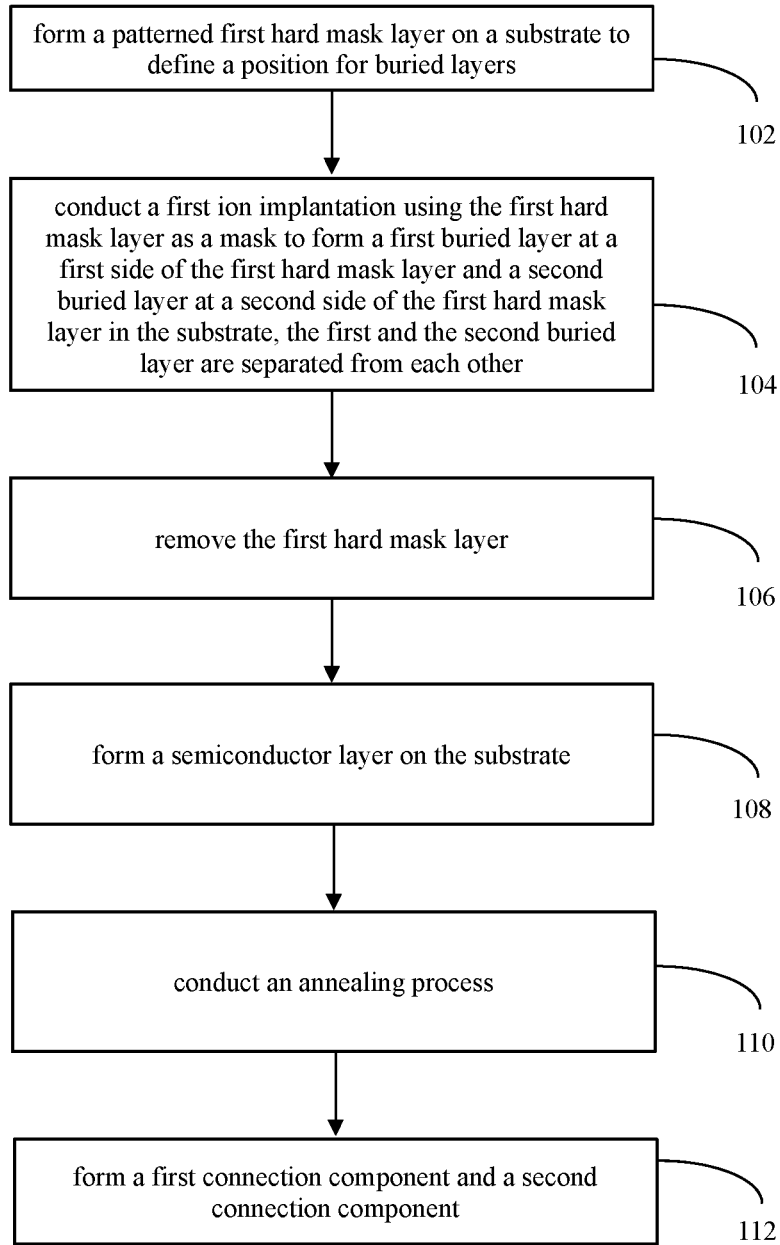 form a patterned first hard mask layer on a substrate to
define a position for buried layers
102
conduct a first ion implantation using the first hard
mask layer as a mask to form a first buried layer at a
first side of the first hard mask layer and a second
buried layer at a second side of the first hard mask
layer in the substrate, the first and the second buried
layer are separated from each other
104
remove the first hard mask layer
106
form a semiconductor layer on the substrate
108
conduct an annealing process
110
form a first connection component and a second
connection component
112